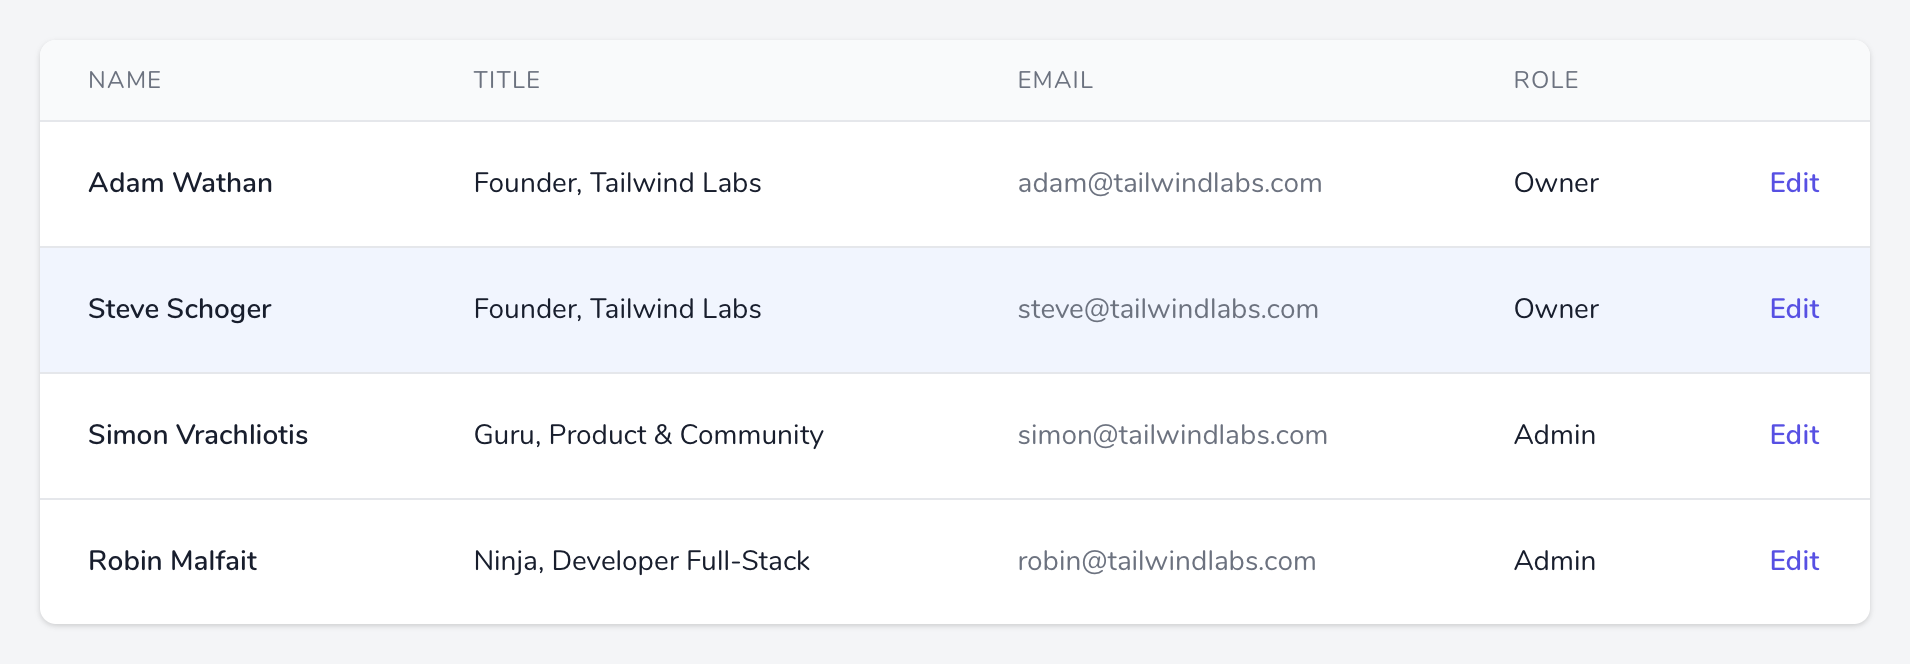 NAME TITLE EMAIL ROLE
Adam Wathan Founder, Tailwind Labs adam@tailwindlabs.com Owner Edit
Steve Schoger Founder, Tailwind Labs steve@tailwindlabs.com Owner Edit
Simon Vrachliotis Guru, Product & Community simon@tailwindlabs.com Admin Edit
Robin Malfait Ninja, Developer Full-Stack robin@tailwindlabs.com Admin Edit